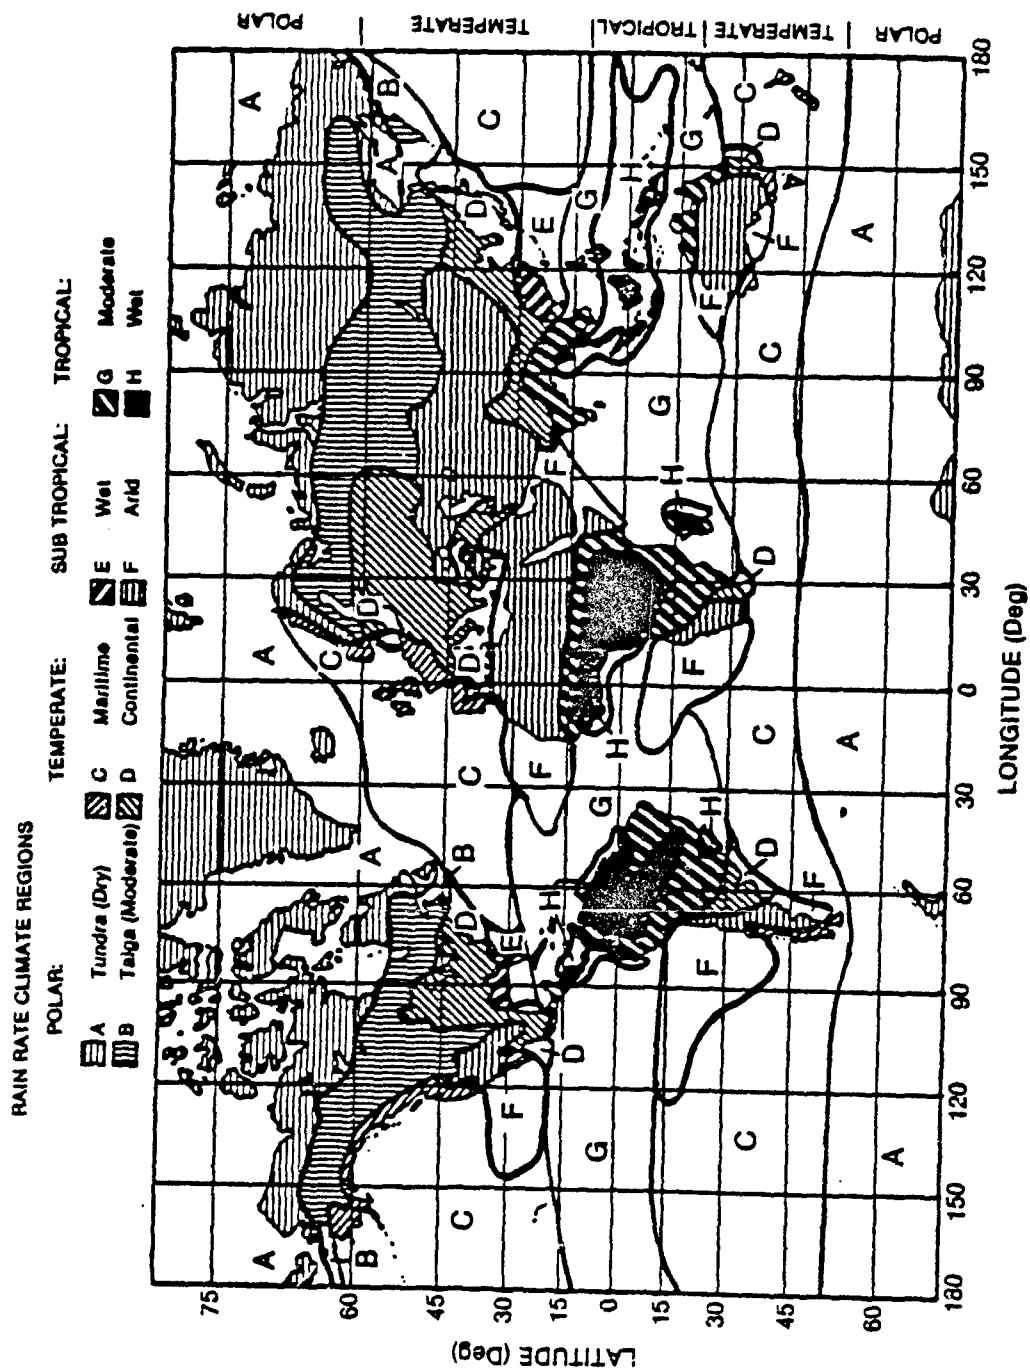 RAIN RATE CLIMATE REGIONS
POLAR: TEMPERATE: SUB TROPICAL: TROPICAL:
A Tundra (Dry) C Maritime E Wet G Moderate
B Taiga (Moderate) D Continental F Arid H Wet
LATITUDE (Deg)
75
60
45
30
15
0
15
30
45
60
A A A A
B B C D A B
C D C D D C
F E F F E
D H G G H G
F H F H G H G
C D C D C F D C
F F A
A A A
POLAR
TEMPERATE
TROPICAL
TEMPERATE
POLAR
180 150 120 90 60 30 0 30 60 90 120 150 180
LONGITUDE (Deg)